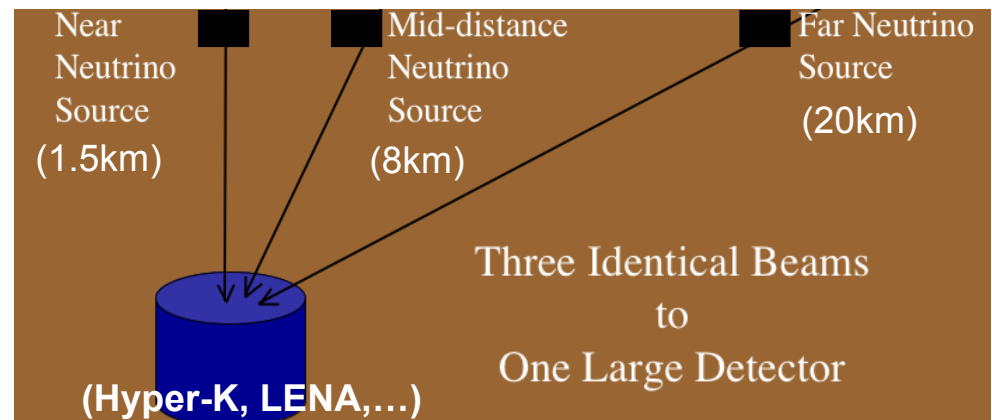 Near
Neutrino
Source
(1.5km)
Mid-distance
Neutrino
Source
(8km)
Far Neutrino
Source
(20km)
Three Identical Beams
to
One Large Detector
(Hyper-K, LENA,…)